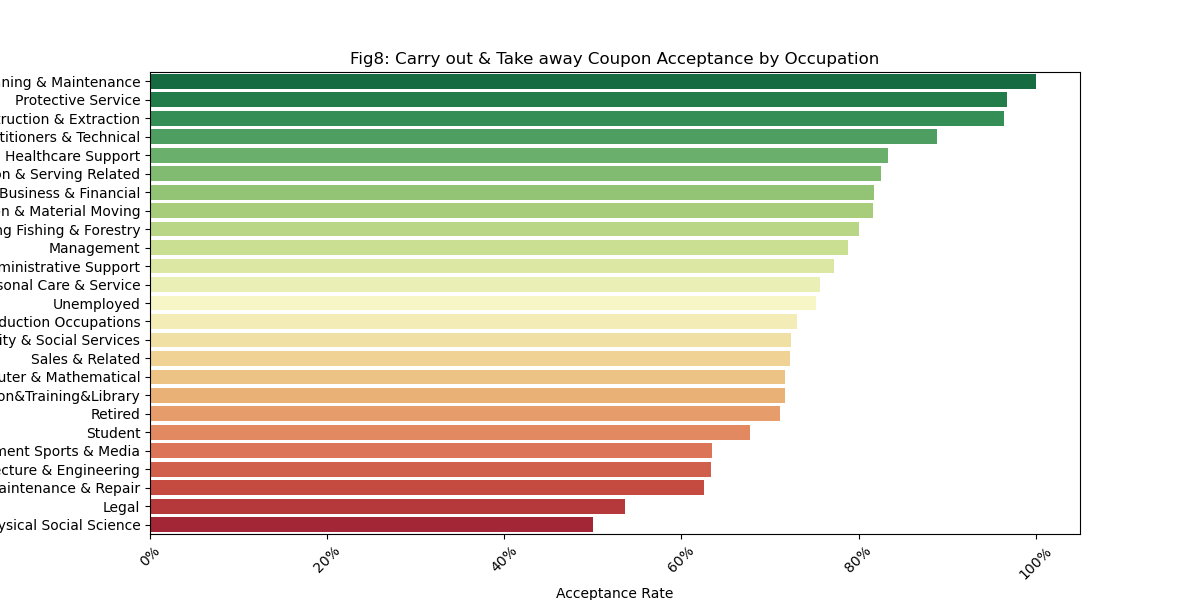 Fig8: Carry out & Take away Coupon Acceptance by Occupation
ning & Maintenance
Protective Service
ruction & Extraction
titioners & Technical
Healthcare Support
n & Serving Related
Business & Financial
n & Material Moving
ng Fishing & Forestry
Management
ministrative Support
sonal Care & Service
Unemployed
duction Occupations
ity & Social Services
Sales & Related
uter & Mathematical
on&Training&Library
Retired
Student
ment Sports & Media
ecture & Engineering
aintenance & Repair
Legal
ysical Social Science
0% 20% 40% 60% 80% 100%
Acceptance Rate